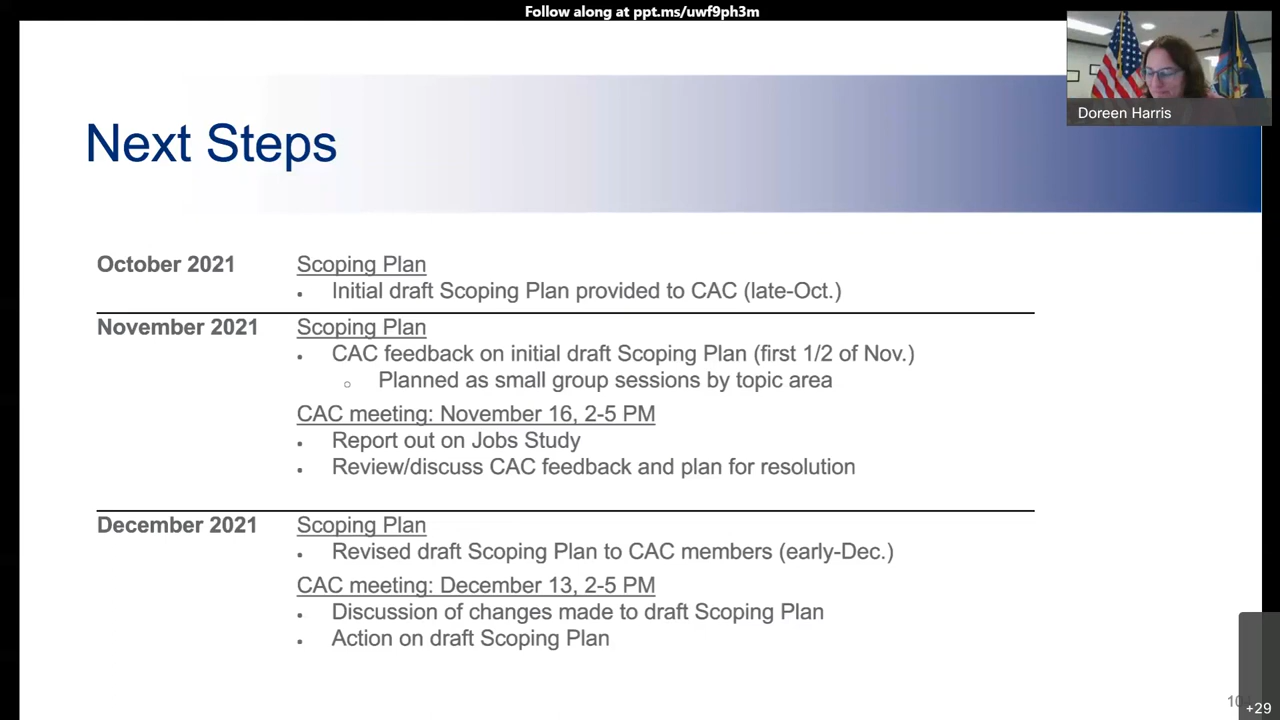 Follow along at ppt.ms/uwf9ph3m
Doreen Harris
Next Steps
October 2021
Scoping Plan
• Initial draft Scoping Plan provided to CAC (late-Oct.)
November 2021
Scoping Plan
• CAC feedback on initial draft Scoping Plan (first 1/2 of Nov.)
○ Planned as small group sessions by topic area
CAC meeting: November 16, 2-5 PM
• Report out on Jobs Study
• Review/discuss CAC feedback and plan for resolution
December 2021
Scoping Plan
• Revised draft Scoping Plan to CAC members (early-Dec.)
CAC meeting: December 13, 2-5 PM
• Discussion of changes made to draft Scoping Plan
• Action on draft Scoping Plan
+29